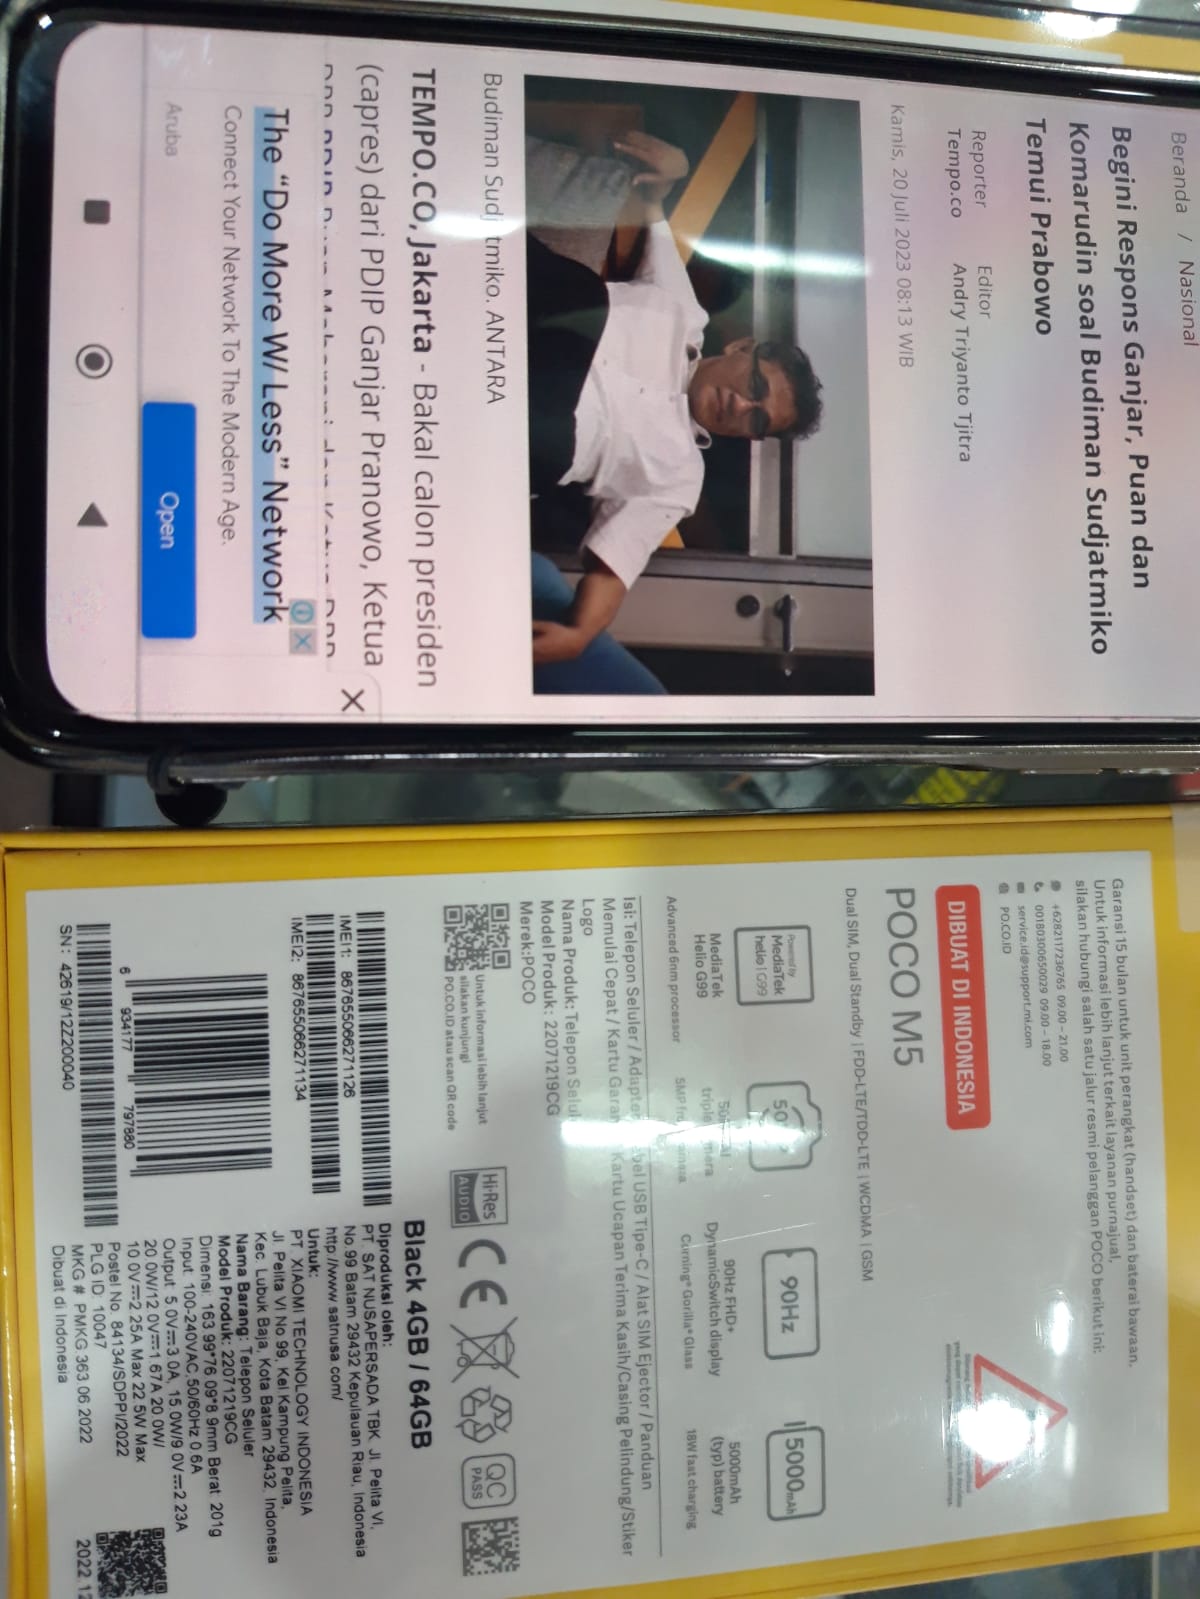 Beranda / Nasional
Begini Respons Ganjar, Puan dan
Komarudin soal Budiman Sudjatmiko
Temui Prabowo
Reporter
Tempo.co
Editor
Andry Triyanto Tjitra
Kamis, 20 Juli 2023 08:13 WIB
Budiman Sudjatmiko. ANTARA
TEMPO.CO, Jakarta - Bakal calon presiden
(capres) dari PDIP Ganjar Pranowo, Ketua
The "Do More W/ Less" Network
Connect Your Network To The Modern Age.
Aruba
Open
Garansi 15 bulan untuk unit perangkat (handset) dan baterai bawaan.
Untuk informasi lebih lanjut terkait layanan purnajual,
silakan hubungi salah satu jalur resmi pelanggan POCO berikut ini:
+6282117236765 09.00 - 21.00
00180300650029 09.00 - 18.00
service.id@support.mi.com
PO.CO.ID
DIBUAT DI INDONESIA
POCO M5
Dual SIM, Dual Standby | FDD-LTE/TDD-LTE | WCDMA | GSM
Powered by
MediaTek
helio | G99
90Hz
5000mAh
MediaTek
Helio G99
90Hz FHD+
DynamicSwitch display
5000mAh
(typ) battery
Advanced 6nm processor
Corning® Gorilla® Glass
18W fast charging
Isi: Telepon Seluler / Adaptor Kabel USB Tipe-C / Alat SIM Ejector / Panduan
Memulai Cepat / Kartu Garansi Kartu Ucapan Terima Kasih/Casing Pelindung/Stiker
Logo
Nama Produk: Telepon Seluler
Model Produk: 22071219CG
Merek:POCO
Untuk informasi lebih lanjut
silakan kunjungi
PO.CO.ID atau scan QR code
Hi-Res
AUDIO
CE
QC
PASS
Black 4GB / 64GB
IMEI1: 867655066271126
IMEI2: 867655066271134
6 934177 797880
SN: 42619/12Z200040
Diproduksi oleh:
PT. SAT NUSAPERSADA TBK. Jl. Pelita VI,
No.99 Batam 29432 Kepulauan Riau, Indonesia
http://www.satnusa.com/
Untuk:
PT. XIAOMI TECHNOLOGY INDONESIA
Jl. Pelita VI No 99, Kel Kampung Pelita,
Kec. Lubuk Baja, Kota Batam 29432, Indonesia
Nama Barang: Telepon Seluler
Model Produk: 22071219CG
Dimensi: 163.99*76.09*8.9mm Berat: 201g
Input: 100-240VAC,50/60Hz 0.6A
Output: 5.0V⎓3.0A, 15.0W/9.0V⎓2.23A
20.0W/12.0V⎓1.67A 20.0W/
10.0V⎓2.25A Max 22.5W Max
Postel No. 84134/SDPPI/2022
PLG ID: 10047
MKG # PMKG.363.06.2022
Dibuat di Indonesia
2022.12